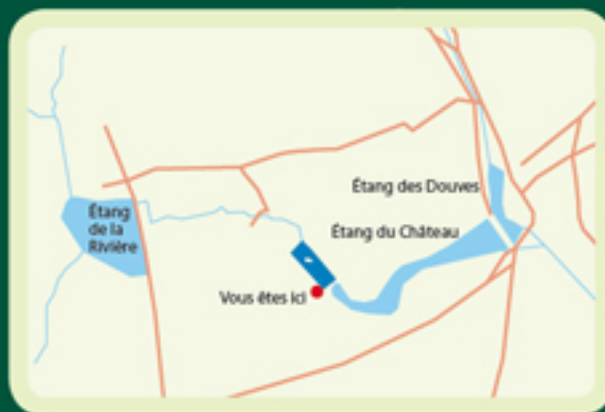 Étang des Douves
Étang
de la
Rivière
Étang du Château
Vous êtes ici